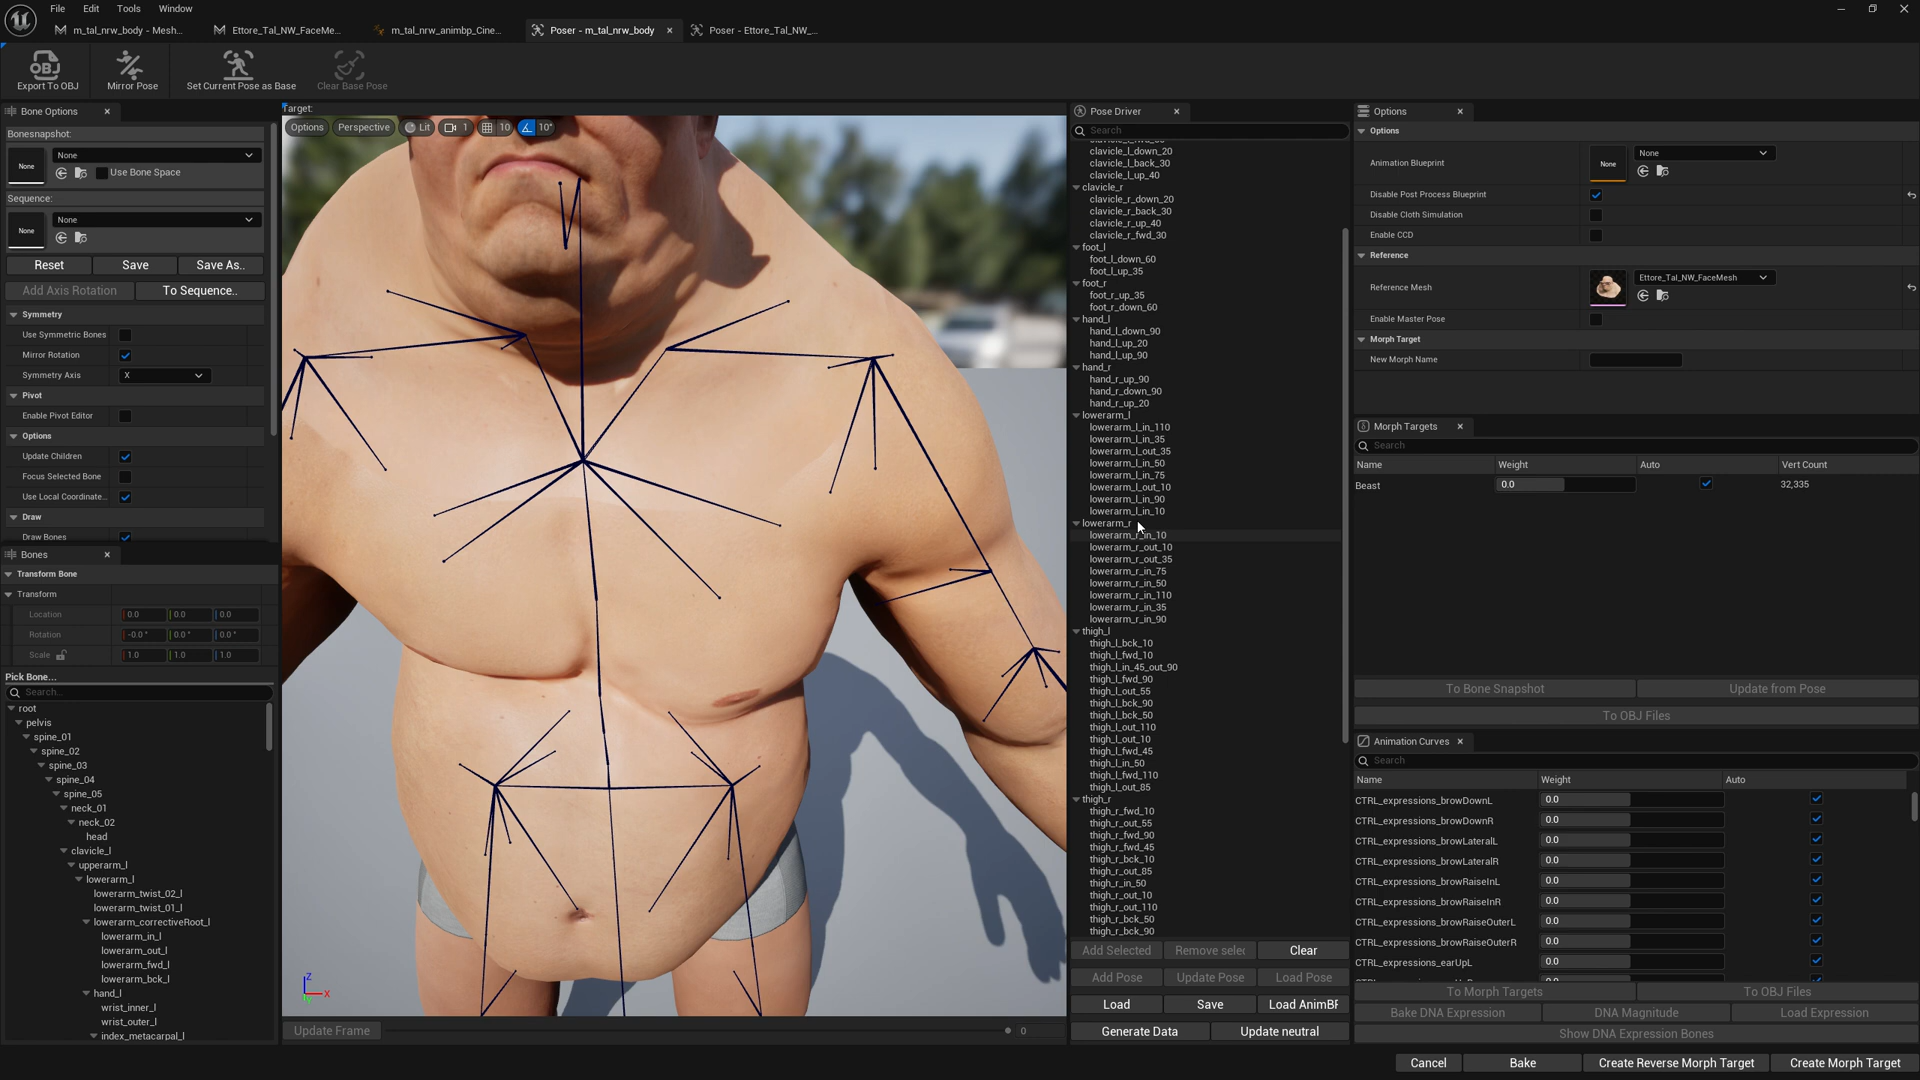 File Edit Tools Window
m_tal_nrw_body - Mesh... Ettore_Tal_NW_FaceMe... m_tal_nrw_animbp_Cine... Poser - m_tal_nrw_body Poser - Ettore_Tal_NW_...
Export To OBJ Mirror Pose Set Current Pose as Base Clear Base Pose
Bone Options
Bonesnapshot:
None None
Use Bone Space
Sequence:
None None
Reset Save Save As..
Add Axis Rotation To Sequence..
Symmetry
Use Symmetric Bones
Mirror Rotation
Symmetry Axis X
Pivot
Enable Pivot Editor
Options
Update Children
Focus Selected Bone
Use Local Coordinate...
Draw
Draw Bones
Bones
Transform Bone
Transform
Location 0.0 0.0 0.0
Rotation -0.0 ° 0.0 ° 0.0 °
Scale 1.0 1.0 1.0
Pick Bone...
Search...
root
pelvis
spine_01
spine_02
spine_03
spine_04
spine_05
neck_01
neck_02
head
clavicle_l
upperarm_l
lowerarm_l
lowerarm_twist_02_l
lowerarm_twist_01_l
lowerarm_correctiveRoot_l
lowerarm_in_l
lowerarm_out_l
lowerarm_fwd_l
lowerarm_bck_l
hand_l
wrist_inner_l
wrist_outer_l
index_metacarpal_l
Target:
Options Perspective Lit 1 10 10°
Z
X
Y
Update Frame 0
Pose Driver
Search
clavicle_l_down_20
clavicle_l_back_30
clavicle_l_up_40
clavicle_r
clavicle_r_down_20
clavicle_r_back_30
clavicle_r_up_40
clavicle_r_fwd_30
foot_l
foot_l_down_60
foot_l_up_35
foot_r
foot_r_up_35
foot_r_down_60
hand_l
hand_l_down_90
hand_l_up_20
hand_l_up_90
hand_r
hand_r_up_90
hand_r_down_90
hand_r_up_20
lowerarm_l
lowerarm_l_in_110
lowerarm_l_in_35
lowerarm_l_out_35
lowerarm_l_in_50
lowerarm_l_in_75
lowerarm_l_out_10
lowerarm_l_in_90
lowerarm_l_in_10
lowerarm_r
lowerarm_r_in_10
lowerarm_r_out_10
lowerarm_r_out_35
lowerarm_r_in_75
lowerarm_r_in_50
lowerarm_r_in_110
lowerarm_r_in_35
lowerarm_r_in_90
thigh_l
thigh_l_bck_10
thigh_l_fwd_10
thigh_l_in_45_out_90
thigh_l_fwd_90
thigh_l_out_55
thigh_l_bck_90
thigh_l_bck_50
thigh_l_out_110
thigh_l_out_10
thigh_l_fwd_45
thigh_l_in_50
thigh_l_fwd_110
thigh_l_out_85
thigh_r
thigh_r_fwd_10
thigh_r_out_55
thigh_r_fwd_90
thigh_r_fwd_45
thigh_r_bck_10
thigh_r_out_85
thigh_r_in_50
thigh_r_out_10
thigh_r_out_110
thigh_r_bck_50
thigh_r_bck_90
Add Selected Remove selec Clear
Add Pose Update Pose Load Pose
Load Save Load AnimBF
Generate Data Update neutral
Options
Options
Animation Blueprint None None
Disable Post Process Blueprint
Disable Cloth Simulation
Enable CCD
Reference
Reference Mesh Ettore_Tal_NW_FaceMesh
Enable Master Pose
Morph Target
New Morph Name
Morph Targets
Search
Name Weight Auto Vert Count
Beast 0.0 32,335
To Bone Snapshot Update from Pose
To OBJ Files
Animation Curves
Search
Name Weight Auto
CTRL_expressions_browDownL 0.0
CTRL_expressions_browDownR 0.0
CTRL_expressions_browLateralL 0.0
CTRL_expressions_browLateralR 0.0
CTRL_expressions_browRaiseInL 0.0
CTRL_expressions_browRaiseInR 0.0
CTRL_expressions_browRaiseOuterL 0.0
CTRL_expressions_browRaiseOuterR 0.0
CTRL_expressions_earUpL 0.0
To Morph Targets To OBJ Files
Bake DNA Expression DNA Magnitude Load Expression
Show DNA Expression Bones
Cancel Bake Create Reverse Morph Target Create Morph Target